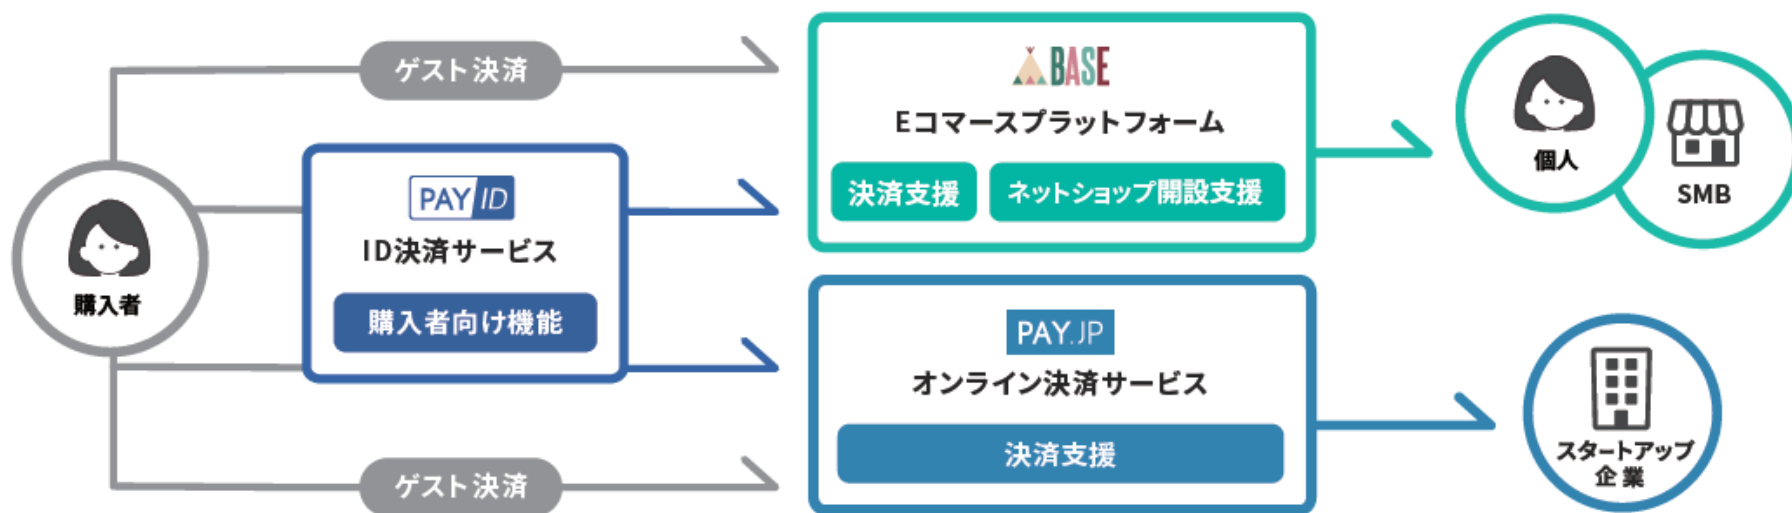 ゲスト決済
購入者
PAY ID
ID決済サービス
購入者向け機能
ゲスト決済
BASE
Eコマースプラットフォーム
決済支援
ネットショップ開設支援
PAY.JP
オンライン決済サービス
決済支援
個人
SMB
スタートアップ
企業